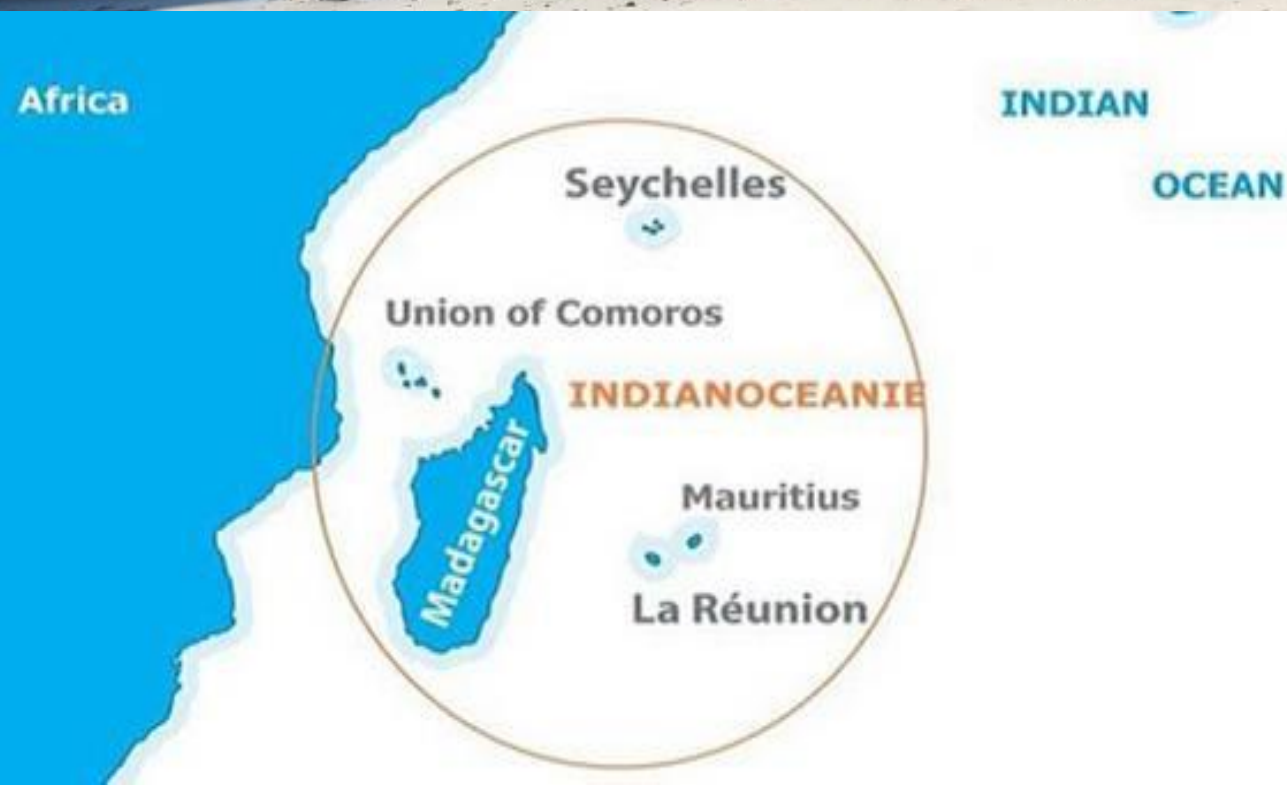 Africa
INDIAN
OCEAN
Seychelles
Union of Comoros
INDIANOCEANIE
Madagascar
Mauritius
La Réunion